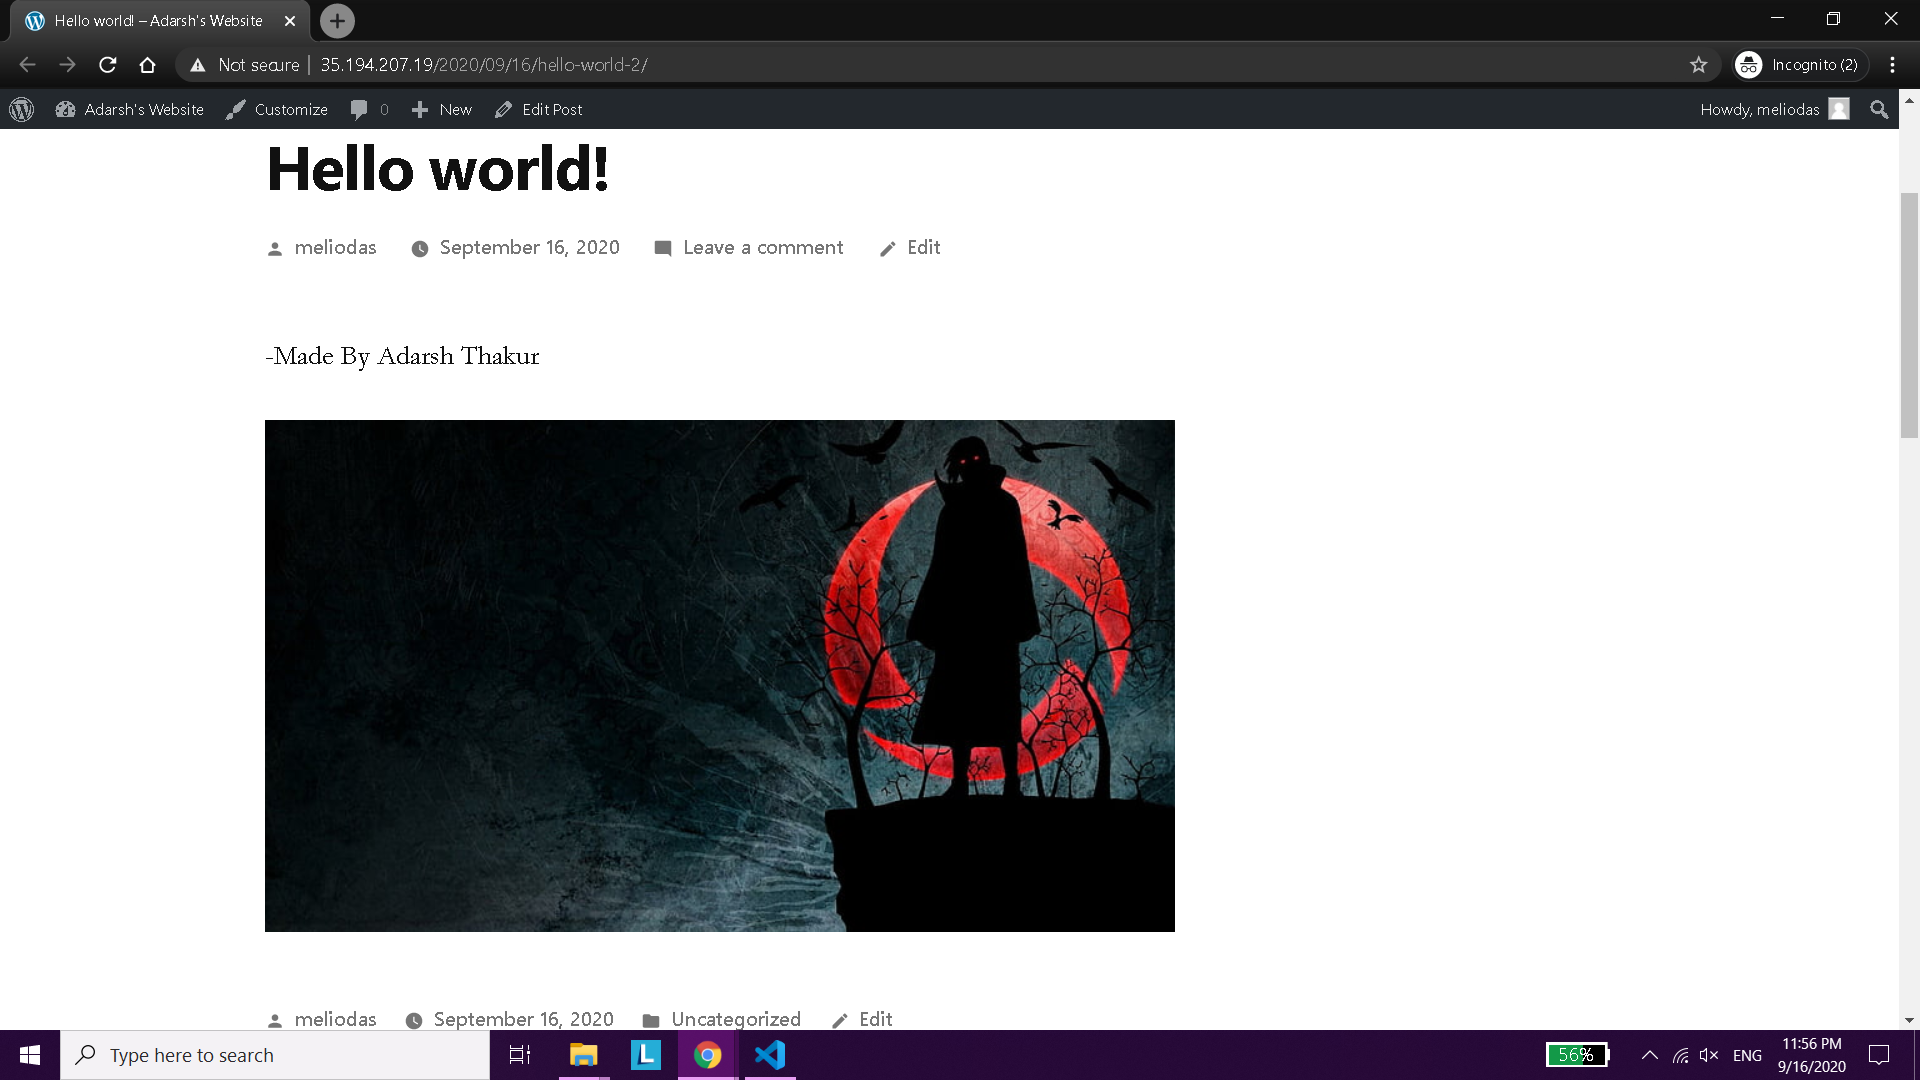 Hello world! – Adarsh's Website
Not secure | 35.194.207.19/2020/09/16/hello-world-2/
Incognito (2)
Adarsh's Website Customize 0 New Edit Post Howdy, meliodas
Hello world!
meliodas September 16, 2020 Leave a comment Edit
-Made By Adarsh Thakur
meliodas September 16, 2020 Uncategorized Edit
Type here to search
L
56%
ENG
11:56 PM
9/16/2020